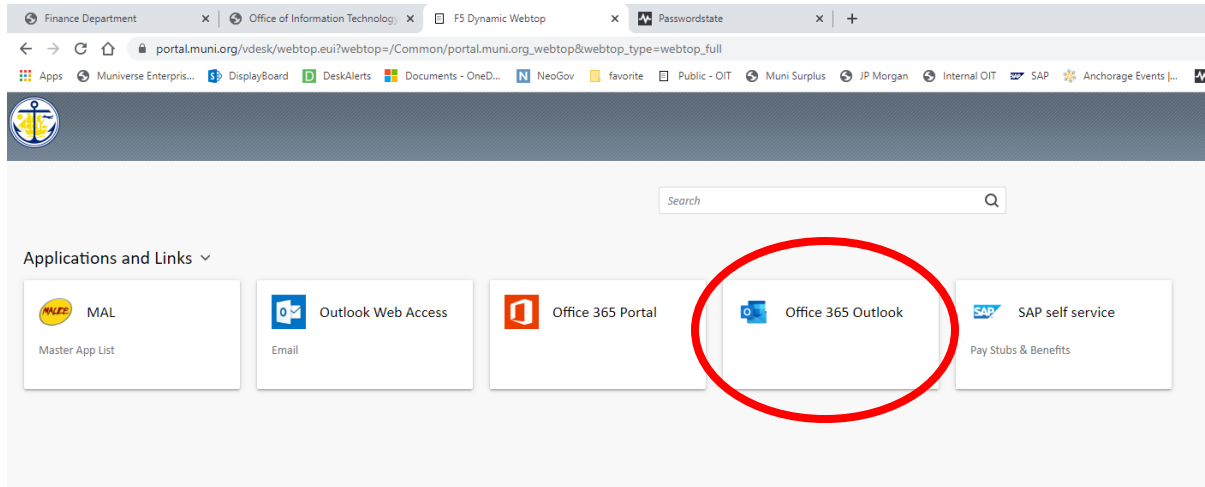 Finance Department
Office of Information Technology
F5 Dynamic Webtop
Passwordstate
portal.muni.org/vdesk/webtop.eui?webtop=/Common/portal.muni.org_webtop&webtop_type=webtop_full
Apps Muniverse Enterpris... DisplayBoard DeskAlerts Documents - OneD... NeoGov favorite Public - OIT Muni Surplus JP Morgan Internal OIT SAP Anchorage Events |...
Search
Applications and Links
MAL
Master App List
Outlook Web Access
Email
Office 365 Portal
Office 365 Outlook
SAP
SAP self service
Pay Stubs & Benefits